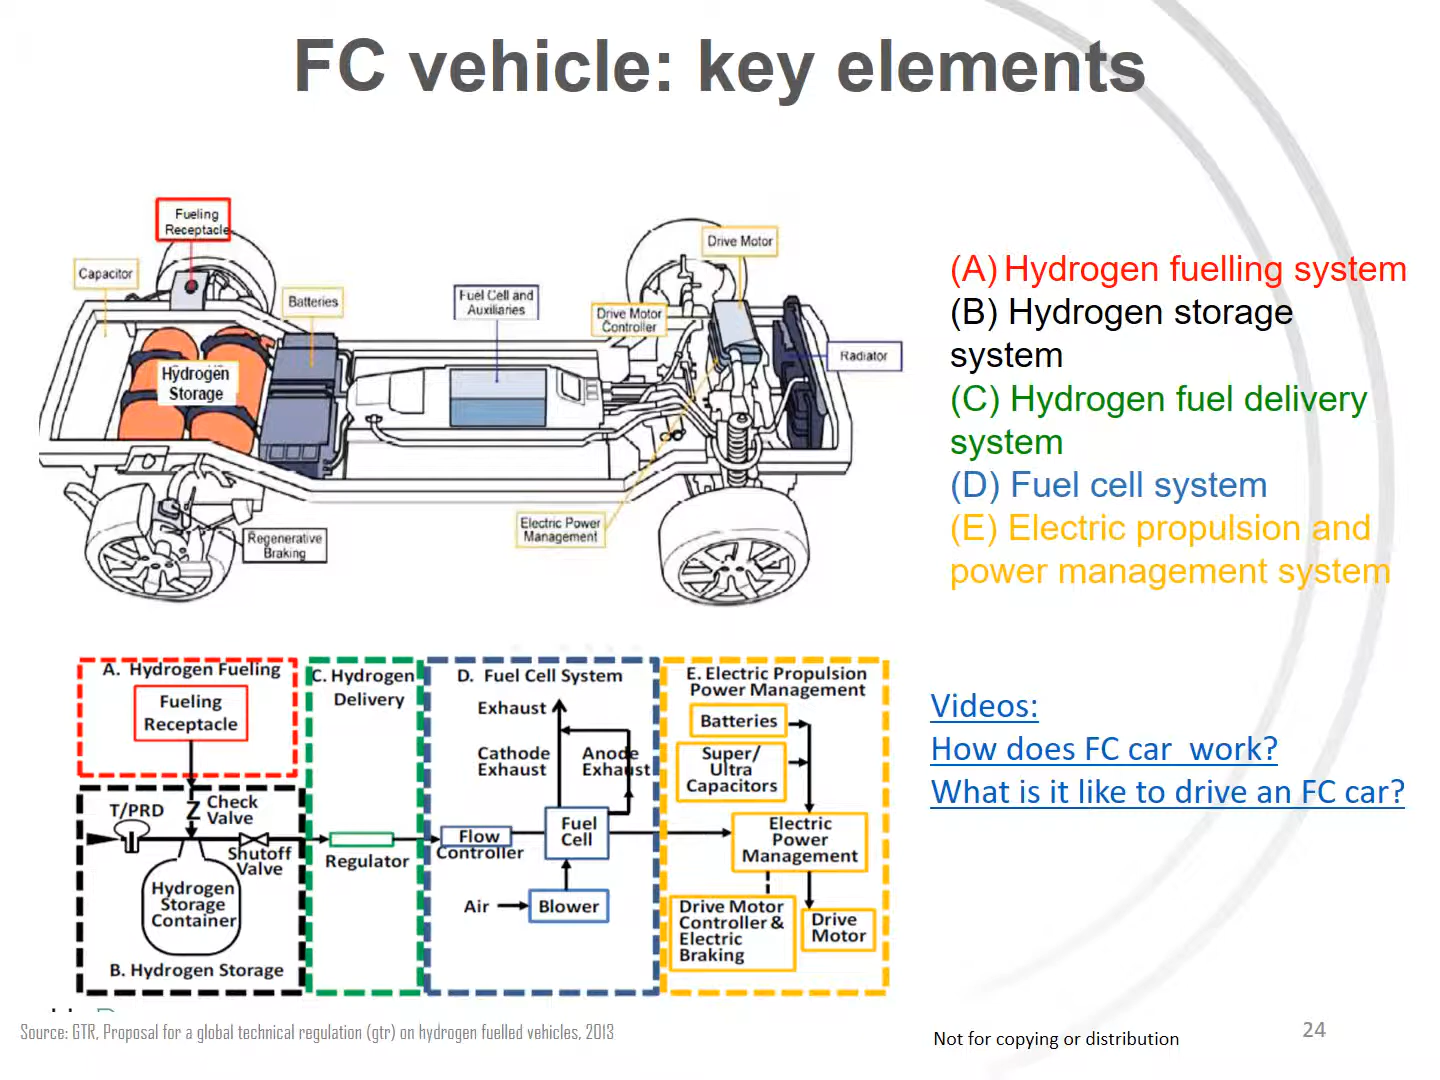 FC vehicle: key elements
Fueling
Receptacle
Capacitor
Batteries
Hydrogen
Storage
Fuel Cell and
Auxiliaries
Drive Motor
Controller
Drive Motor
Radiator
Electric Power
Management
Regenerative
Braking
(A) Hydrogen fuelling system
(B) Hydrogen storage
system
(C) Hydrogen fuel delivery
system
(D) Fuel cell system
(E) Electric propulsion and
power management system
A. Hydrogen Fueling
Fueling
Receptacle
T/PRD
Check
Valve
Shutoff
Valve
Hydrogen
Storage
Container
B. Hydrogen Storage
C. Hydrogen
Delivery
Regulator
D. Fuel Cell System
Exhaust
Cathode
Exhaust
Anode
Exhaust
Flow
Controller
Fuel
Cell
Air
Blower
E. Electric Propulsion
Power Management
Batteries
Super/
Ultra
Capacitors
Electric
Power
Management
Drive Motor
Controller &
Electric
Braking
Drive
Motor
Videos:
How does FC car work?
What is it like to drive an FC car?
Source: GTR, Proposal for a global technical regulation (gtr) on hydrogen fuelled vehicles, 2013
Not for copying or distribution
24